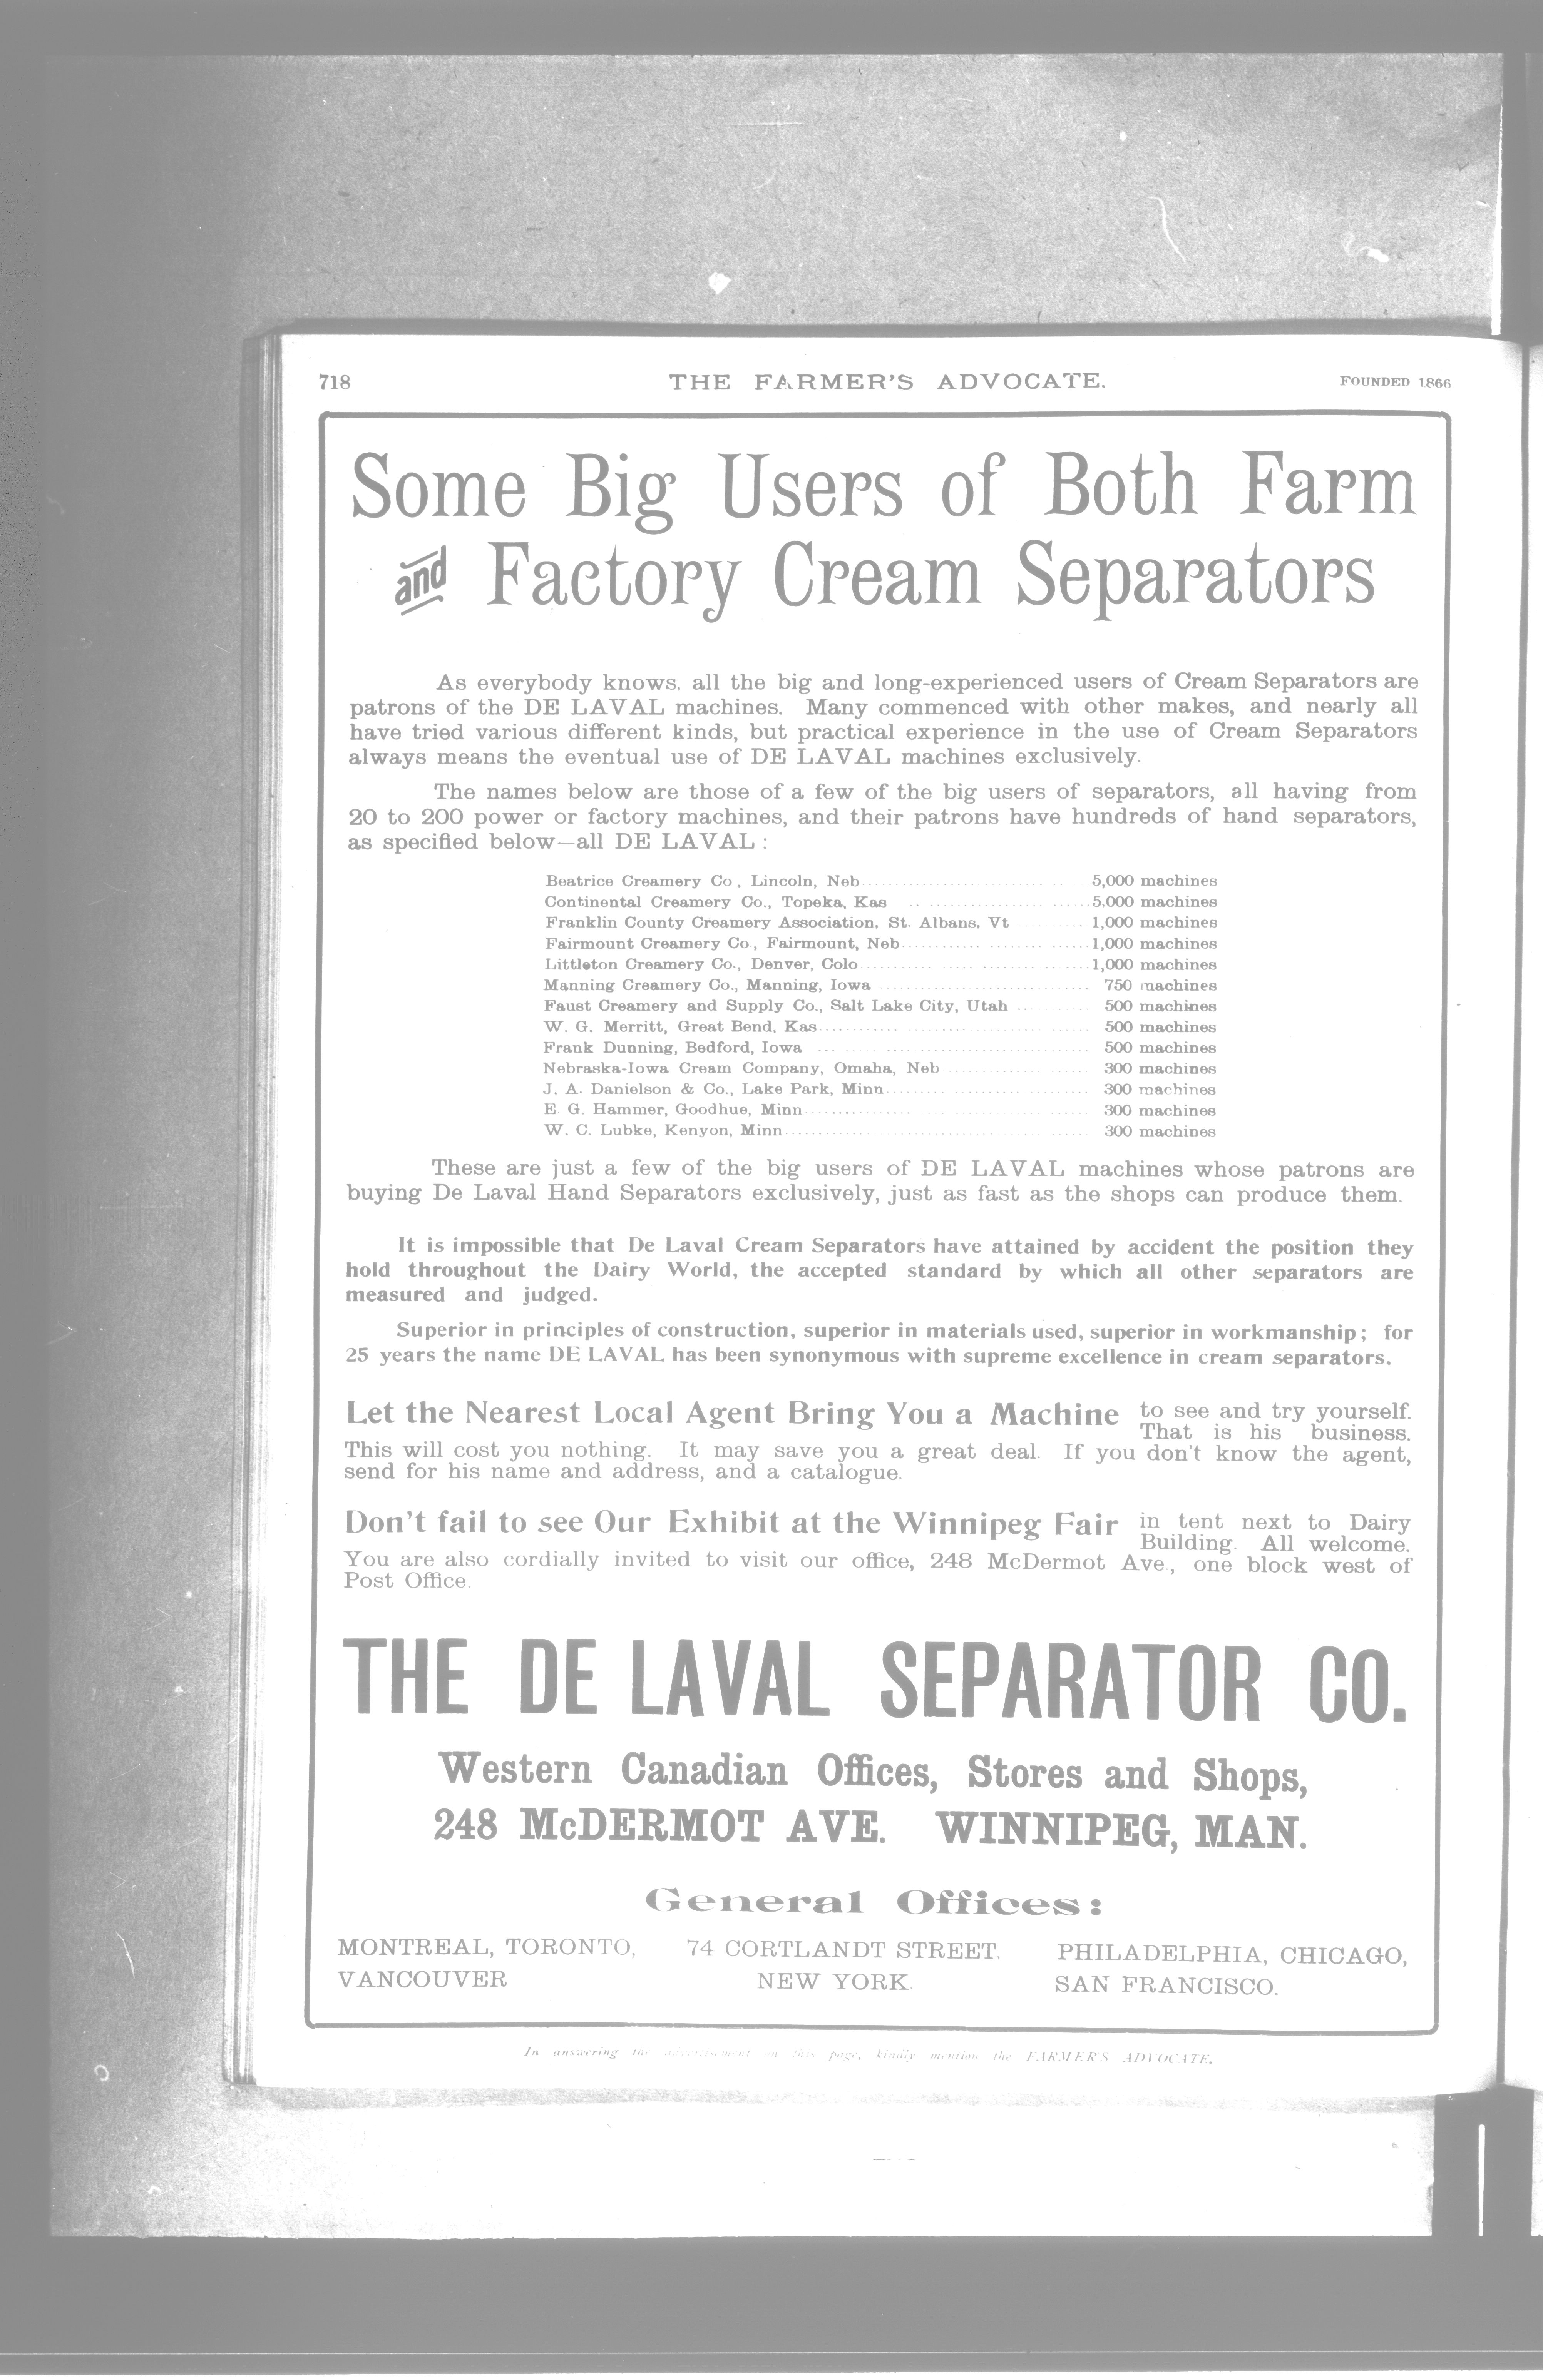 718 THE FARMER'S ADVOCATE. FOUNDED 1866
Some Big Users of Both Farm
and Factory Cream Separators
As everybody knows, all the big and long-experienced users of Cream Separators are
patrons of the DE LAVAL machines. Many commenced with other makes, and nearly all
have tried various different kinds, but practical experience in the use of Cream Separators
always means the eventual use of DE LAVAL machines exclusively.
The names below are those of a few of the big users of separators, all having from
20 to 200 power or factory machines, and their patrons have hundreds of hand separators,
as specified below—all DE LAVAL :
Beatrice Creamery Co, Lincoln, Neb 5,000 machines
Continental Creamery Co., Topeka, Kas 5.000 machines
Franklin County Creamery Association, St. Albans, Vt 1,000 machines
Fairmount Creamery Co., Fairmount, Neb 1,000 machines
Littleton Creamery Co., Denver, Colo 1,000 machines
Manning Creamery Co., Manning, Iowa 750 machines
Faust Creamery and Supply Co., Salt Lake City, Utah 500 machines
W. G. Merritt, Great Bend, Kas 500 machines
Frank Dunning, Bedford, Iowa 500 machines
Nebraska-Iowa Cream Company, Omaha, Neb 300 machines
J. A. Danielson & Co., Lake Park, Minn 300 machines
E G. Hammer, Goodhue, Minn 300 machines
W. C. Lubke, Kenyon, Minn 300 machines
These are just a few of the big users of DE LAVAL machines whose patrons are
buying De Laval Hand Separators exclusively, just as fast as the shops can produce them.
It is impossible that De Laval Cream Separators have attained by accident the position they
hold throughout the Dairy World, the accepted standard by which all other separators are
measured and judged.
Superior in principles of construction, superior in materials used, superior in workmanship; for
25 years the name DE LAVAL has been synonymous with supreme excellence in cream separators.
Let the Nearest Local Agent Bring You a Machine to see and try yourself.
That is his business.
This will cost you nothing. It may save you a great deal. If you don't know the agent,
send for his name and address, and a catalogue.
Don't fail to see Our Exhibit at the Winnipeg Fair in tent next to Dairy
Building. All welcome.
You are also cordially invited to visit our office, 248 McDermot Ave., one block west of
Post Office.
THE DE LAVAL SEPARATOR CO.
Western Canadian Offices, Stores and Shops,
248 McDERMOT AVE. WINNIPEG, MAN.
General Offices:
MONTREAL, TORONTO, 74 CORTLANDT STREET. PHILADELPHIA, CHICAGO,
VANCOUVER NEW YORK. SAN FRANCISCO.
In answering the advertisement on this page, kindly mention the FARMER'S ADVOCATE.